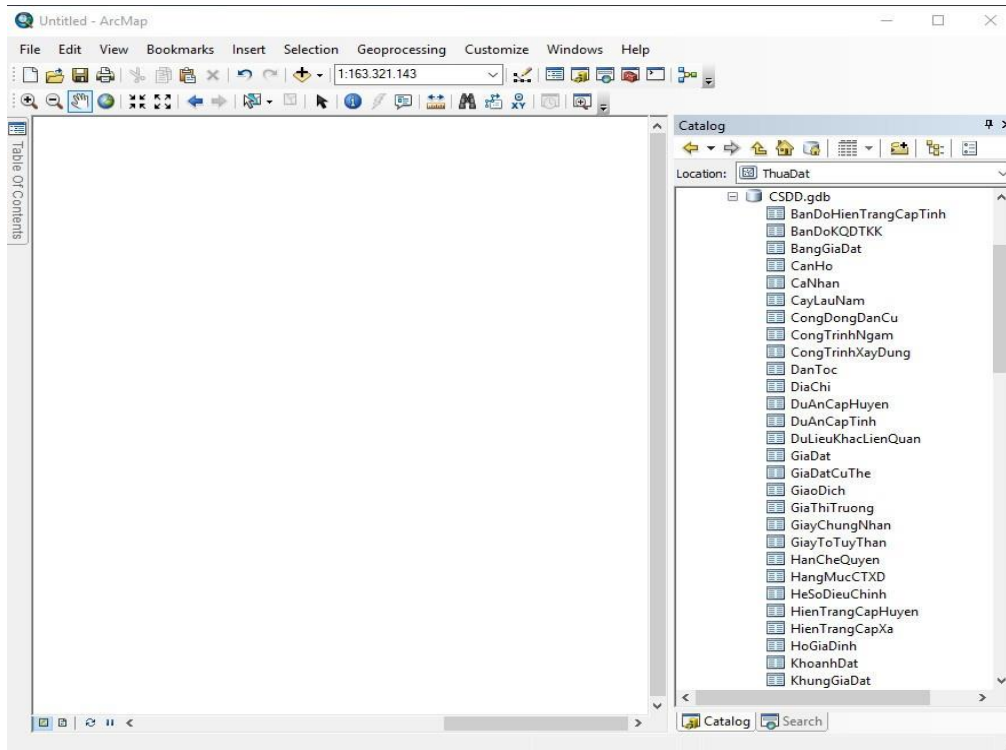 Untitled - ArcMap
File Edit View Bookmarks Insert Selection Geoprocessing Customize Windows Help
1:163.321.143
Table Of Contents
Catalog
Location: ThuaDat
CSDD.gdb
BanDoHienTrangCapTinh
BanDoKQDTKK
BangGiaDat
CanHo
CaNhan
CayLauNam
CongDongDanCu
CongTrinhNgam
CongTrinhXayDung
DanToc
DiaChi
DuAnCapHuyen
DuAnCapTinh
DuLieuKhacLienQuan
GiaDat
GiaDatCuThe
GiaoDich
GiaThiTruong
GiayChungNhan
GiayToTuyThan
HanCheQuyen
HangMucCTXD
HeSoDieuChinh
HienTrangCapHuyen
HienTrangCapXa
HoGiaDinh
KhoanhDat
KhungGiaDat
Catalog Search